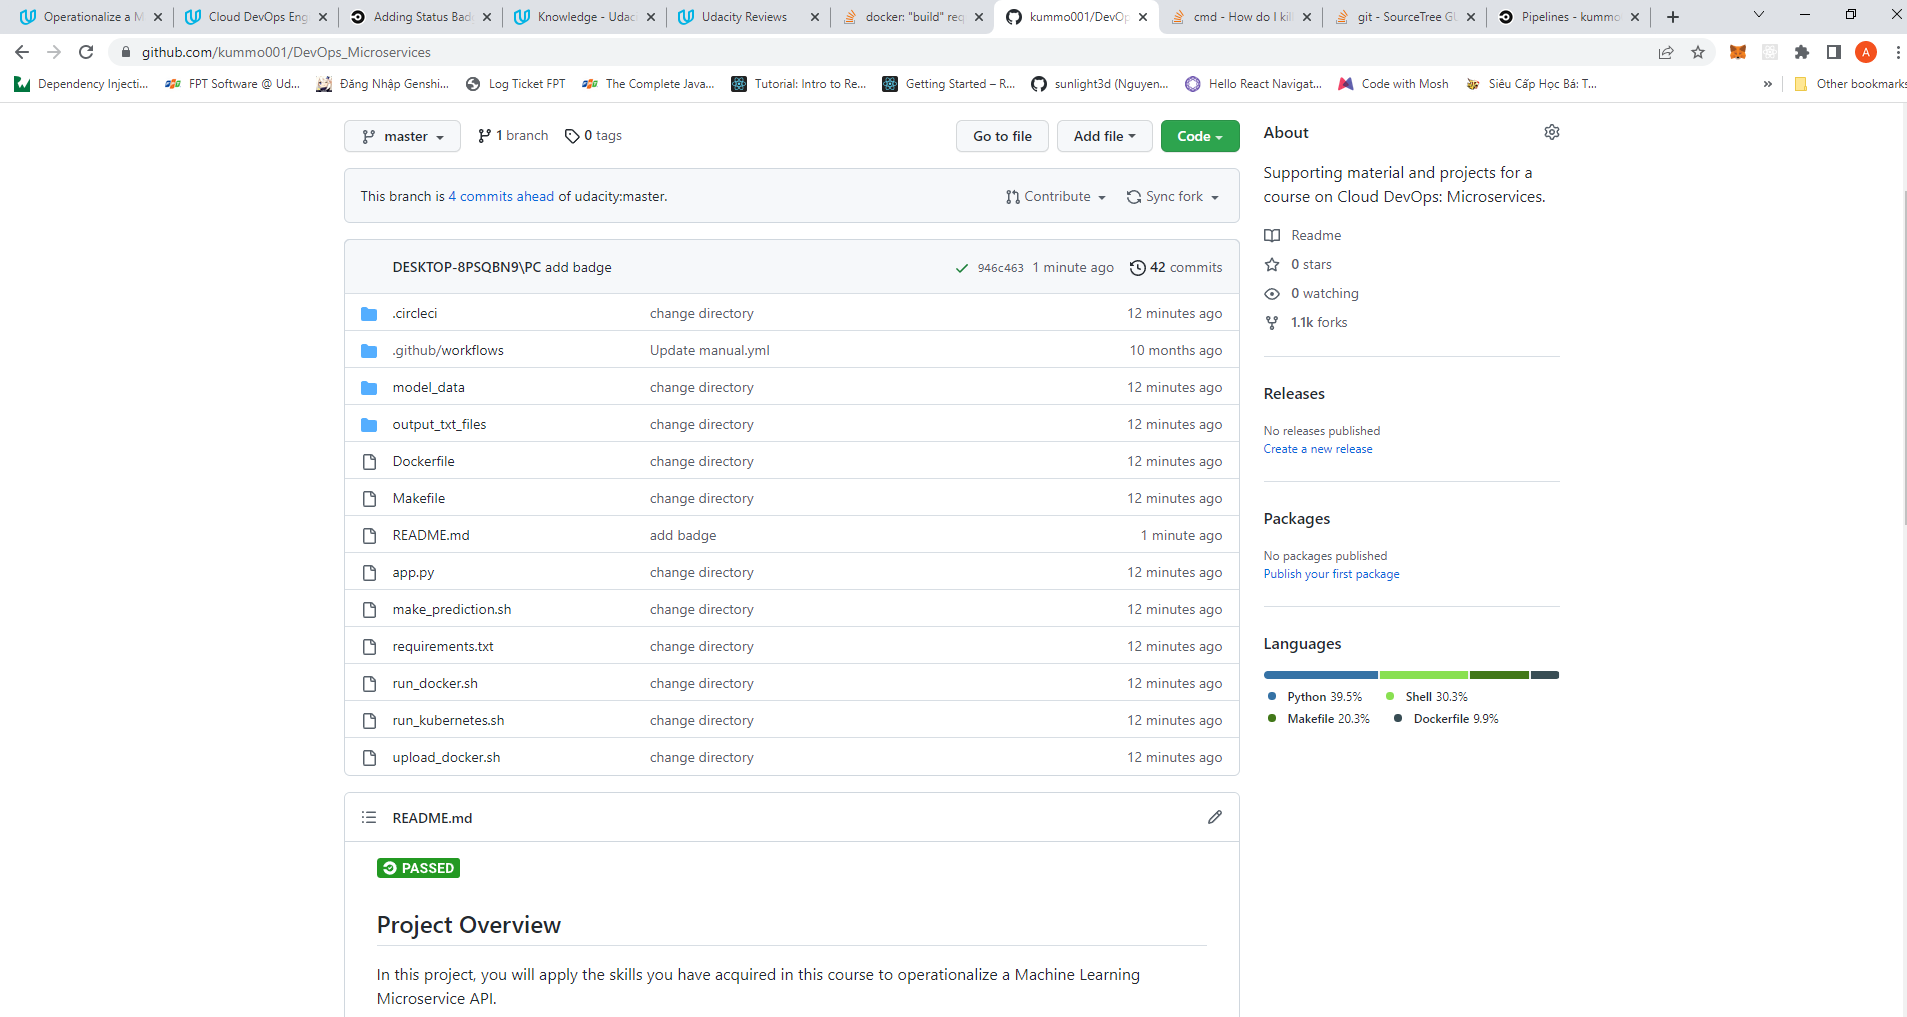 Operationalize a M
Cloud DevOps Eng
Adding Status Bad
Knowledge - Udac
Udacity Reviews
docker: "build" req
kummo001/DevOp
cmd - How do I kil
git - SourceTree GU
Pipelines - kummo
github.com/kummo001/DevOps_Microservices
A
Dependency Injecti...
FPT Software @ Ud...
Đăng Nhập Genshi...
Log Ticket FPT
The Complete Java...
Tutorial: Intro to Re...
Getting Started – R...
sunlight3d (Nguyen...
Hello React Navigat...
Code with Mosh
Siêu Cấp Học Bá: T...
»
Other bookmarks
master
1 branch
0 tags
Go to file
Add file
Code
This branch is 4 commits ahead of udacity:master.
Contribute
Sync fork
DESKTOP-8PSQBN9\PC add badge
946c463 1 minute ago
42 commits
.circleci change directory 12 minutes ago
.github/workflows Update manual.yml 10 months ago
model_data change directory 12 minutes ago
output_txt_files change directory 12 minutes ago
Dockerfile change directory 12 minutes ago
Makefile change directory 12 minutes ago
README.md add badge 1 minute ago
app.py change directory 12 minutes ago
make_prediction.sh change directory 12 minutes ago
requirements.txt change directory 12 minutes ago
run_docker.sh change directory 12 minutes ago
run_kubernetes.sh change directory 12 minutes ago
upload_docker.sh change directory 12 minutes ago
README.md
PASSED
Project Overview
In this project, you will apply the skills you have acquired in this course to operationalize a Machine Learning
Microservice API.
About
Supporting material and projects for a
course on Cloud DevOps: Microservices.
Readme
0 stars
0 watching
1.1k forks
Releases
No releases published
Create a new release
Packages
No packages published
Publish your first package
Languages
Python 39.5%
Shell 30.3%
Makefile 20.3%
Dockerfile 9.9%